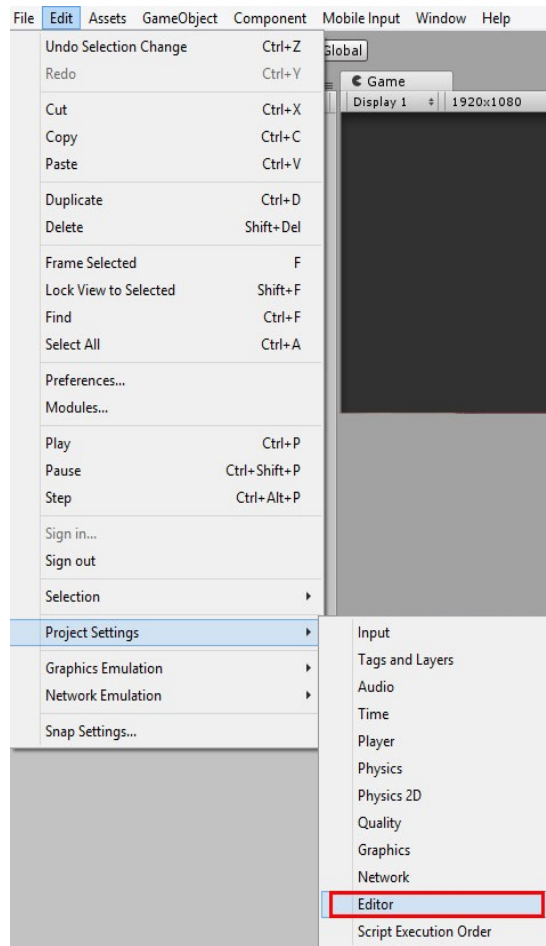 File Edit Assets GameObject Component Mobile Input Window Help
Undo Selection Change Ctrl+Z
Redo Ctrl+Y
Cut Ctrl+X
Copy Ctrl+C
Paste Ctrl+V
Duplicate Ctrl+D
Delete Shift+Del
Frame Selected F
Lock View to Selected Shift+F
Find Ctrl+F
Select All Ctrl+A
Preferences...
Modules...
Play Ctrl+P
Pause Ctrl+Shift+P
Step Ctrl+Alt+P
Sign in...
Sign out
Selection
Project Settings
Graphics Emulation
Network Emulation
Snap Settings...
Global
Game
Display 1 1920x1080
Input
Tags and Layers
Audio
Time
Player
Physics
Physics 2D
Quality
Graphics
Network
Editor
Script Execution Order